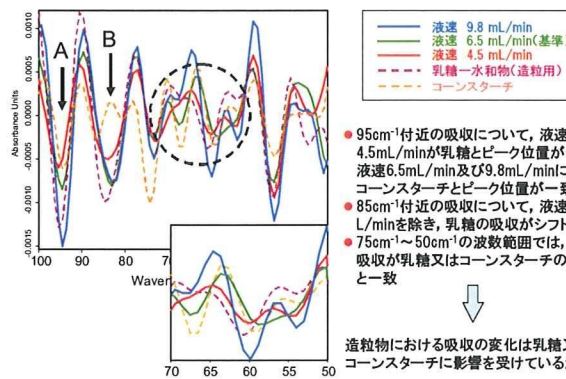 液速 9.8 mL/min
液速 6.5 mL/min(基準
液速 4.5 mL/min
乳糖一水和物(造粒用)
コーンスターチ
A
B
Absorbance Units
0.0010
0.0005
0.0000
-0.0005
-0.0010
-0.0015
100
90
80
70
60
50
Waver
70
65
60
55
50
● 95cm⁻¹付近の吸収について, 液速
4.5mL/minが乳糖とピーク位置が
液速6.5mL/min及び9.8mL/minに
コーンスターチとピーク位置が一致
● 85cm⁻¹付近の吸収について, 液速
L/minを除き, 乳糖の吸収がシフト
● 75cm⁻¹～50cm⁻¹の波数範囲では,
吸収が乳糖又はコーンスターチの
と一致
造粒物における吸収の変化は乳糖又
コーンスターチに影響を受けている